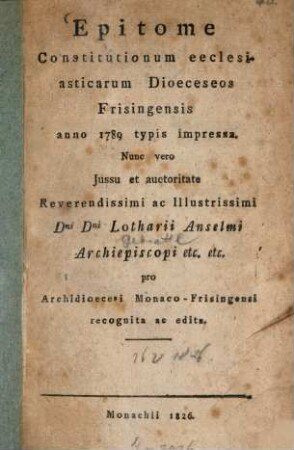 Epitome
Constitutionum eeclesi-
asticarum Dioeceseos
Frisingensis
anno 1789 typis impressa.
Nunc vero
Jussu et auctoritate
Reverendissimi ac Illustrissimi
Dni Dni Lotharii Anselmi
Archiepiscopi etc. etc.
pro
Archidioecesi Monaco-Frisingensi
recognita ac edita.
Monachii 1826.